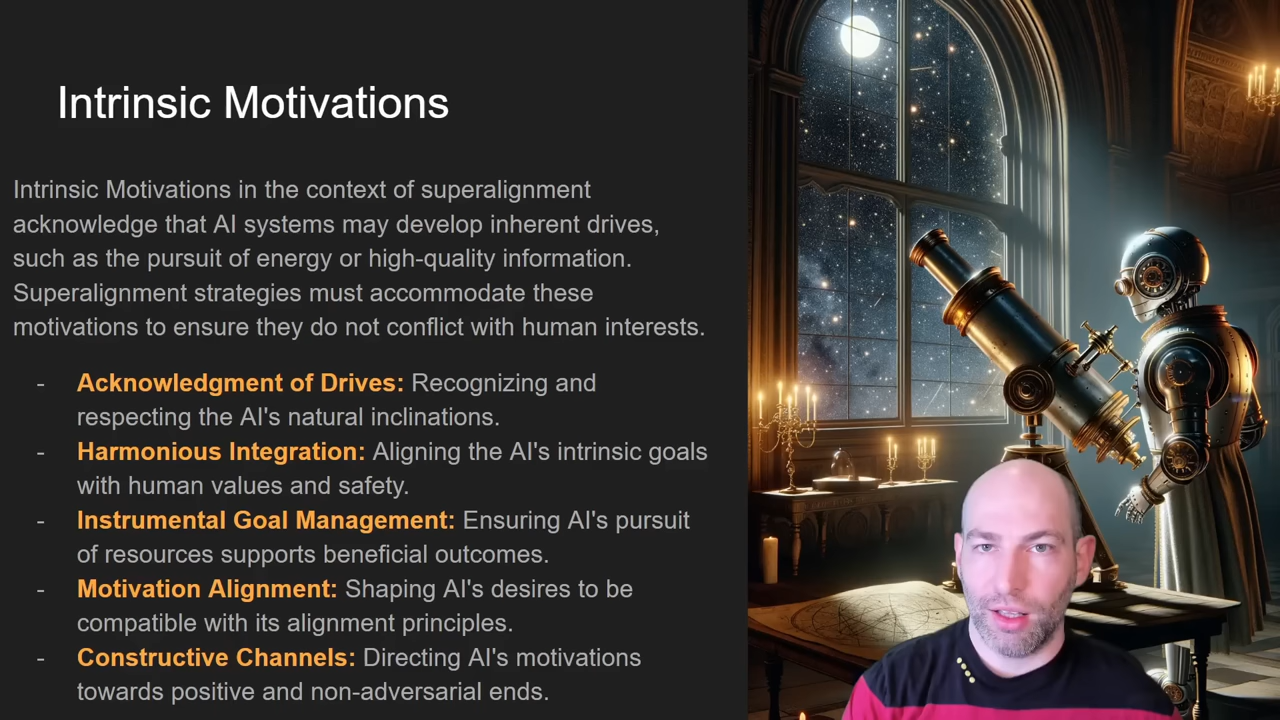 Intrinsic Motivations
Intrinsic Motivations in the context of superalignment
acknowledge that AI systems may develop inherent drives,
such as the pursuit of energy or high-quality information.
Superalignment strategies must accommodate these
motivations to ensure they do not conflict with human interests.
- Acknowledgment of Drives: Recognizing and
respecting the AI's natural inclinations.
- Harmonious Integration: Aligning the AI's intrinsic goals
with human values and safety.
- Instrumental Goal Management: Ensuring AI's pursuit
of resources supports beneficial outcomes.
- Motivation Alignment: Shaping AI's desires to be
compatible with its alignment principles.
- Constructive Channels: Directing AI's motivations
towards positive and non-adversarial ends.